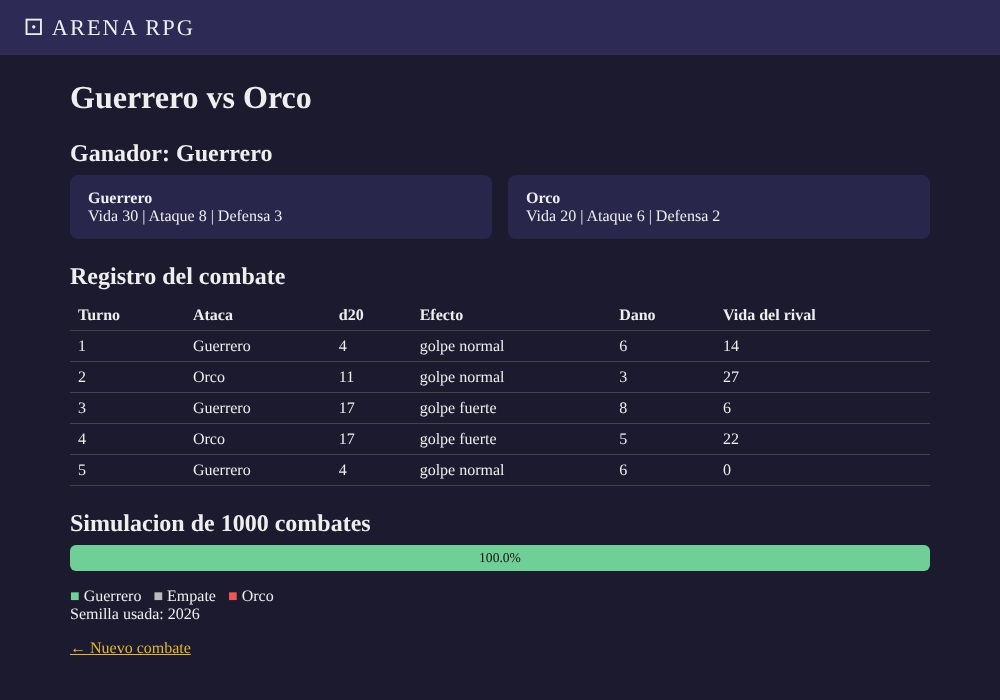 ⚀ ARENA RPG
Guerrero vs Orco
Ganador: Guerrero
Guerrero
Vida 30 | Ataque 8 | Defensa 3
Orco
Vida 20 | Ataque 6 | Defensa 2
Registro del combate
Turno Ataca d20 Efecto Dano Vida del rival
1 Guerrero 4 golpe normal 6 14
2 Orco 11 golpe normal 3 27
3 Guerrero 17 golpe fuerte 8 6
4 Orco 17 golpe fuerte 5 22
5 Guerrero 4 golpe normal 6 0
Simulacion de 1000 combates
100.0%
■ Guerrero ■ Empate ■ Orco
Semilla usada: 2026
← Nuevo combate